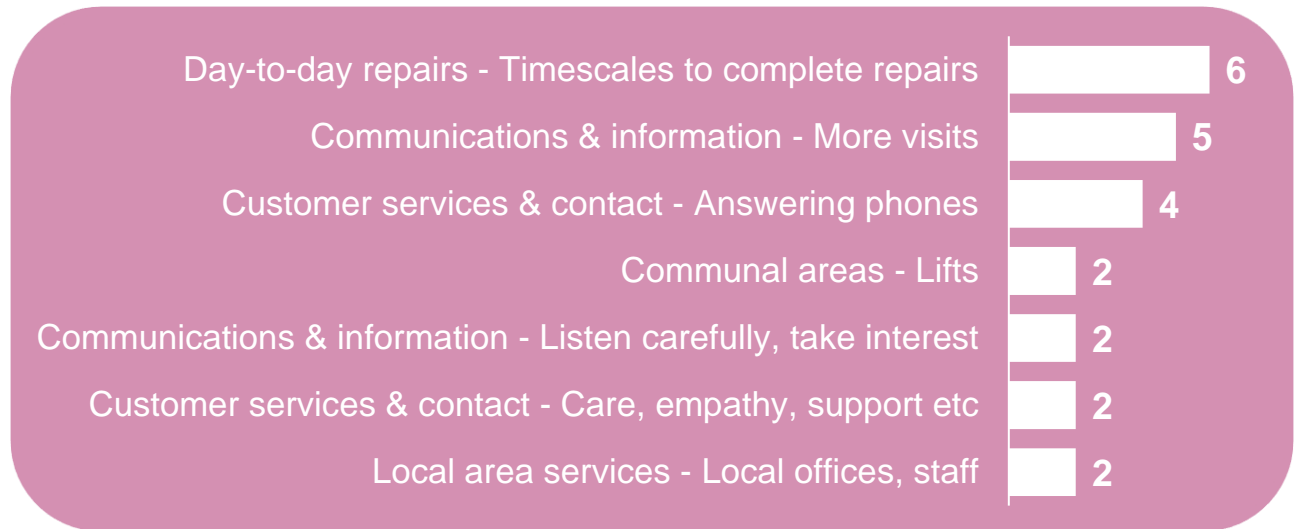 Day-to-day repairs - Timescales to complete repairs 6
Communications & information - More visits 5
Customer services & contact - Answering phones 4
Communal areas - Lifts 2
Communications & information - Listen carefully, take interest 2
Customer services & contact - Care, empathy, support etc 2
Local area services - Local offices, staff 2